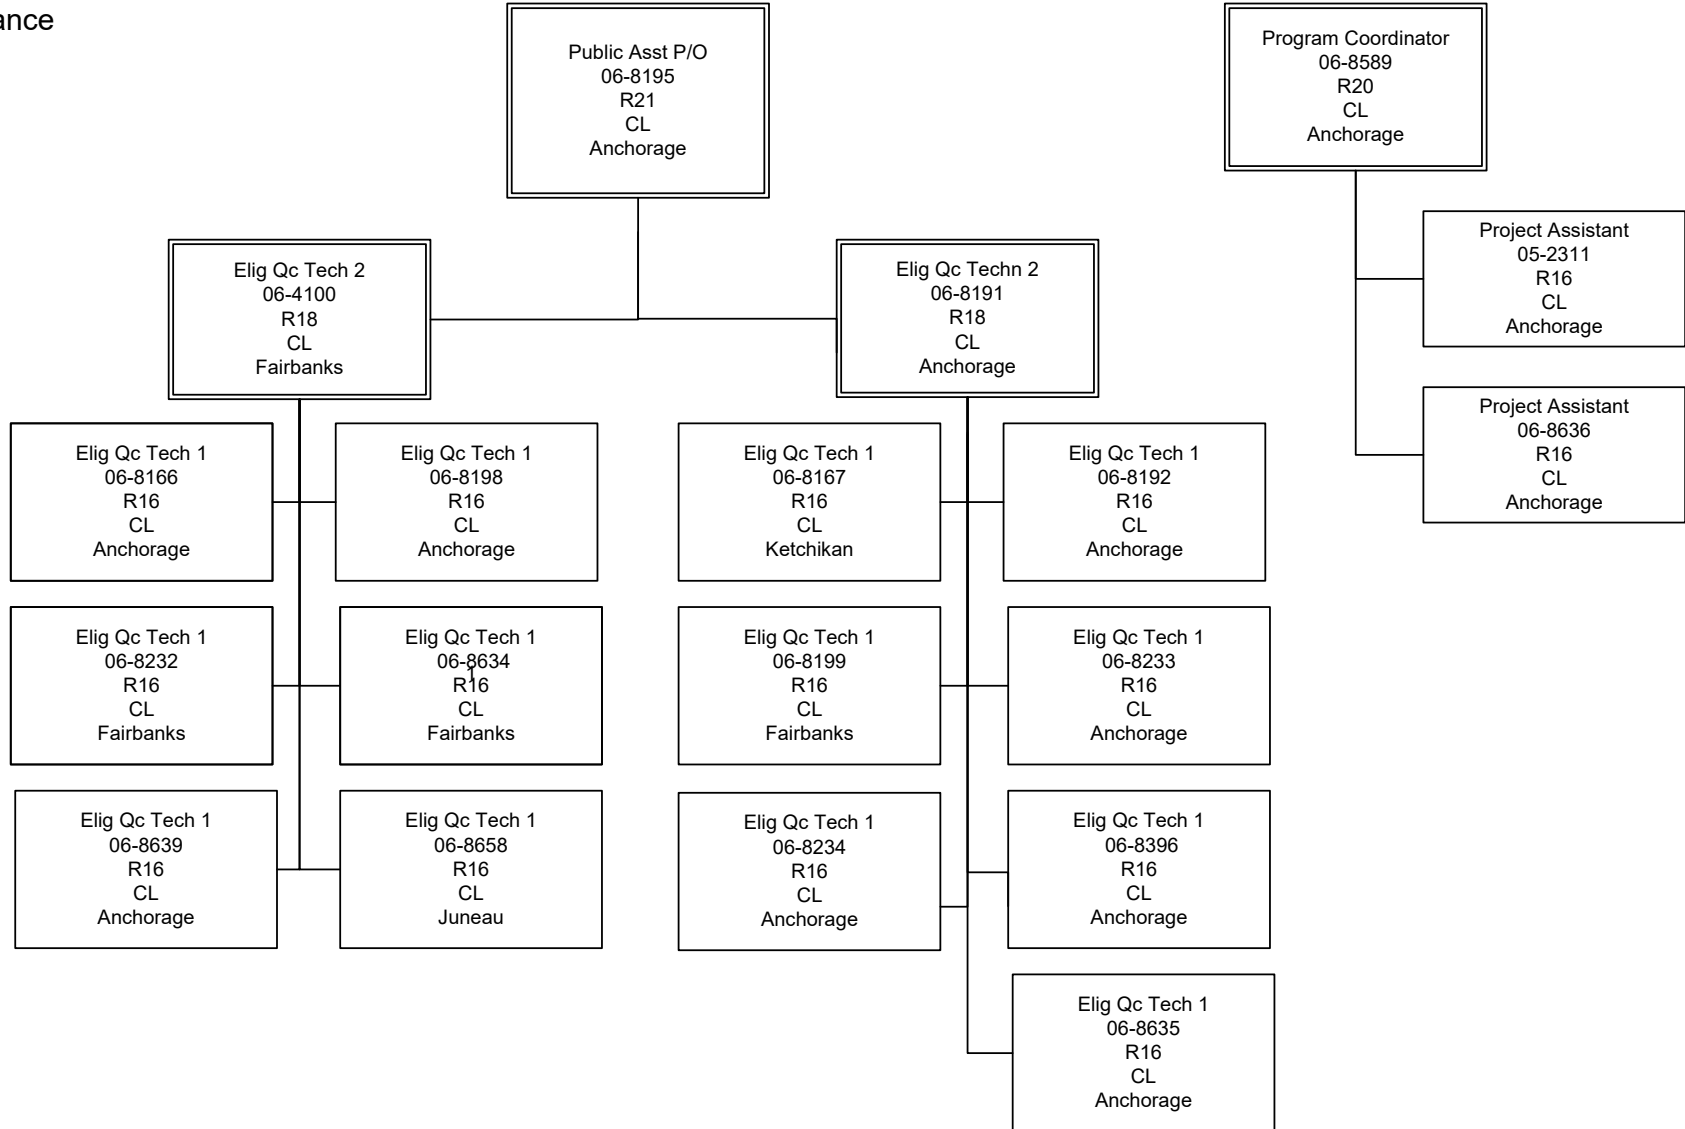 ance
Public Asst P/O
06-8195
R21
CL
Anchorage
Program Coordinator
06-8589
R20
CL
Anchorage
Project Assistant
05-2311
R16
CL
Anchorage
Project Assistant
06-8636
R16
CL
Anchorage
Elig Qc Tech 2
06-4100
R18
CL
Fairbanks
Elig Qc Techn 2
06-8191
R18
CL
Anchorage
Elig Qc Tech 1
06-8166
R16
CL
Anchorage
Elig Qc Tech 1
06-8198
R16
CL
Anchorage
Elig Qc Tech 1
06-8167
R16
CL
Ketchikan
Elig Qc Tech 1
06-8192
R16
CL
Anchorage
Elig Qc Tech 1
06-8232
R16
CL
Fairbanks
Elig Qc Tech 1
06-8634
1
R16
CL
Fairbanks
Elig Qc Tech 1
06-8199
R16
CL
Fairbanks
Elig Qc Tech 1
06-8233
R16
CL
Anchorage
Elig Qc Tech 1
06-8639
R16
CL
Anchorage
Elig Qc Tech 1
06-8658
R16
CL
Juneau
Elig Qc Tech 1
06-8234
R16
CL
Anchorage
Elig Qc Tech 1
06-8396
R16
CL
Anchorage
Elig Qc Tech 1
06-8635
R16
CL
Anchorage